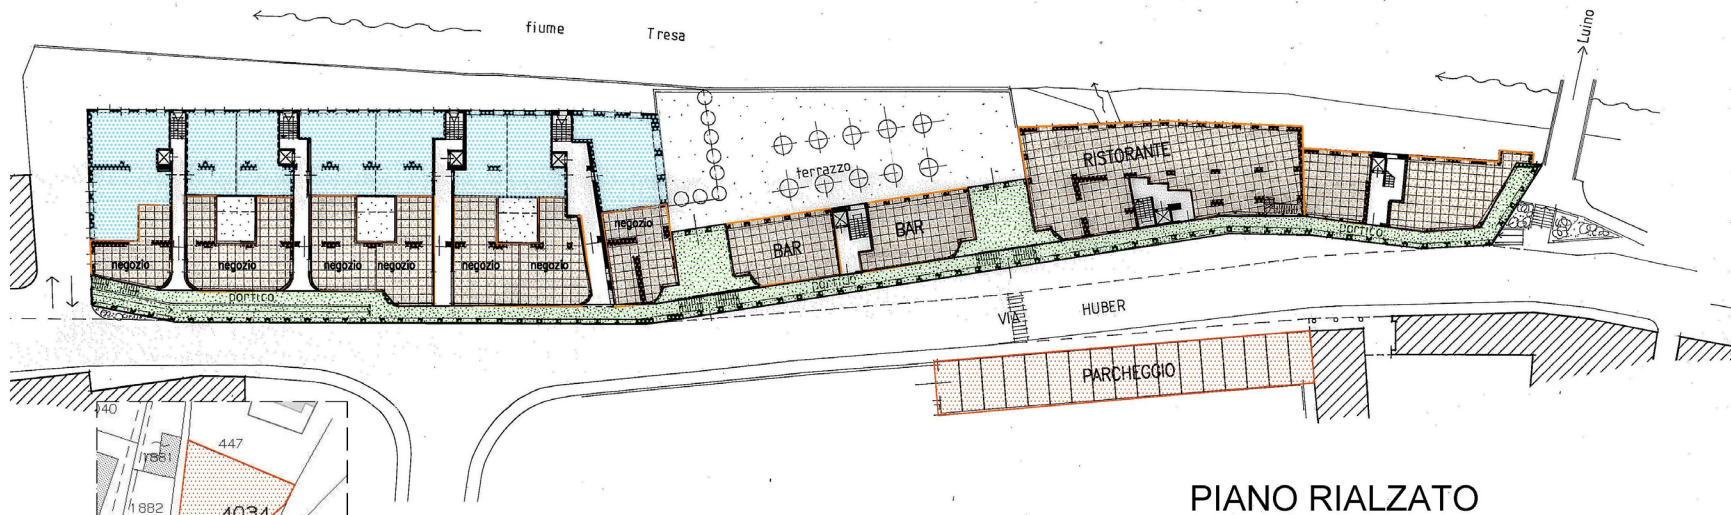 fiume Tresa
Luino
RISTORANTE
terrazzo
negozio
BAR
BAR
negozio
negozio
negozio
negozio
negozio
negozio
portico
portico
portico
VIA HUBER
PARCHEGGIO
447
1881
1882
4034
PIANO RIALZATO